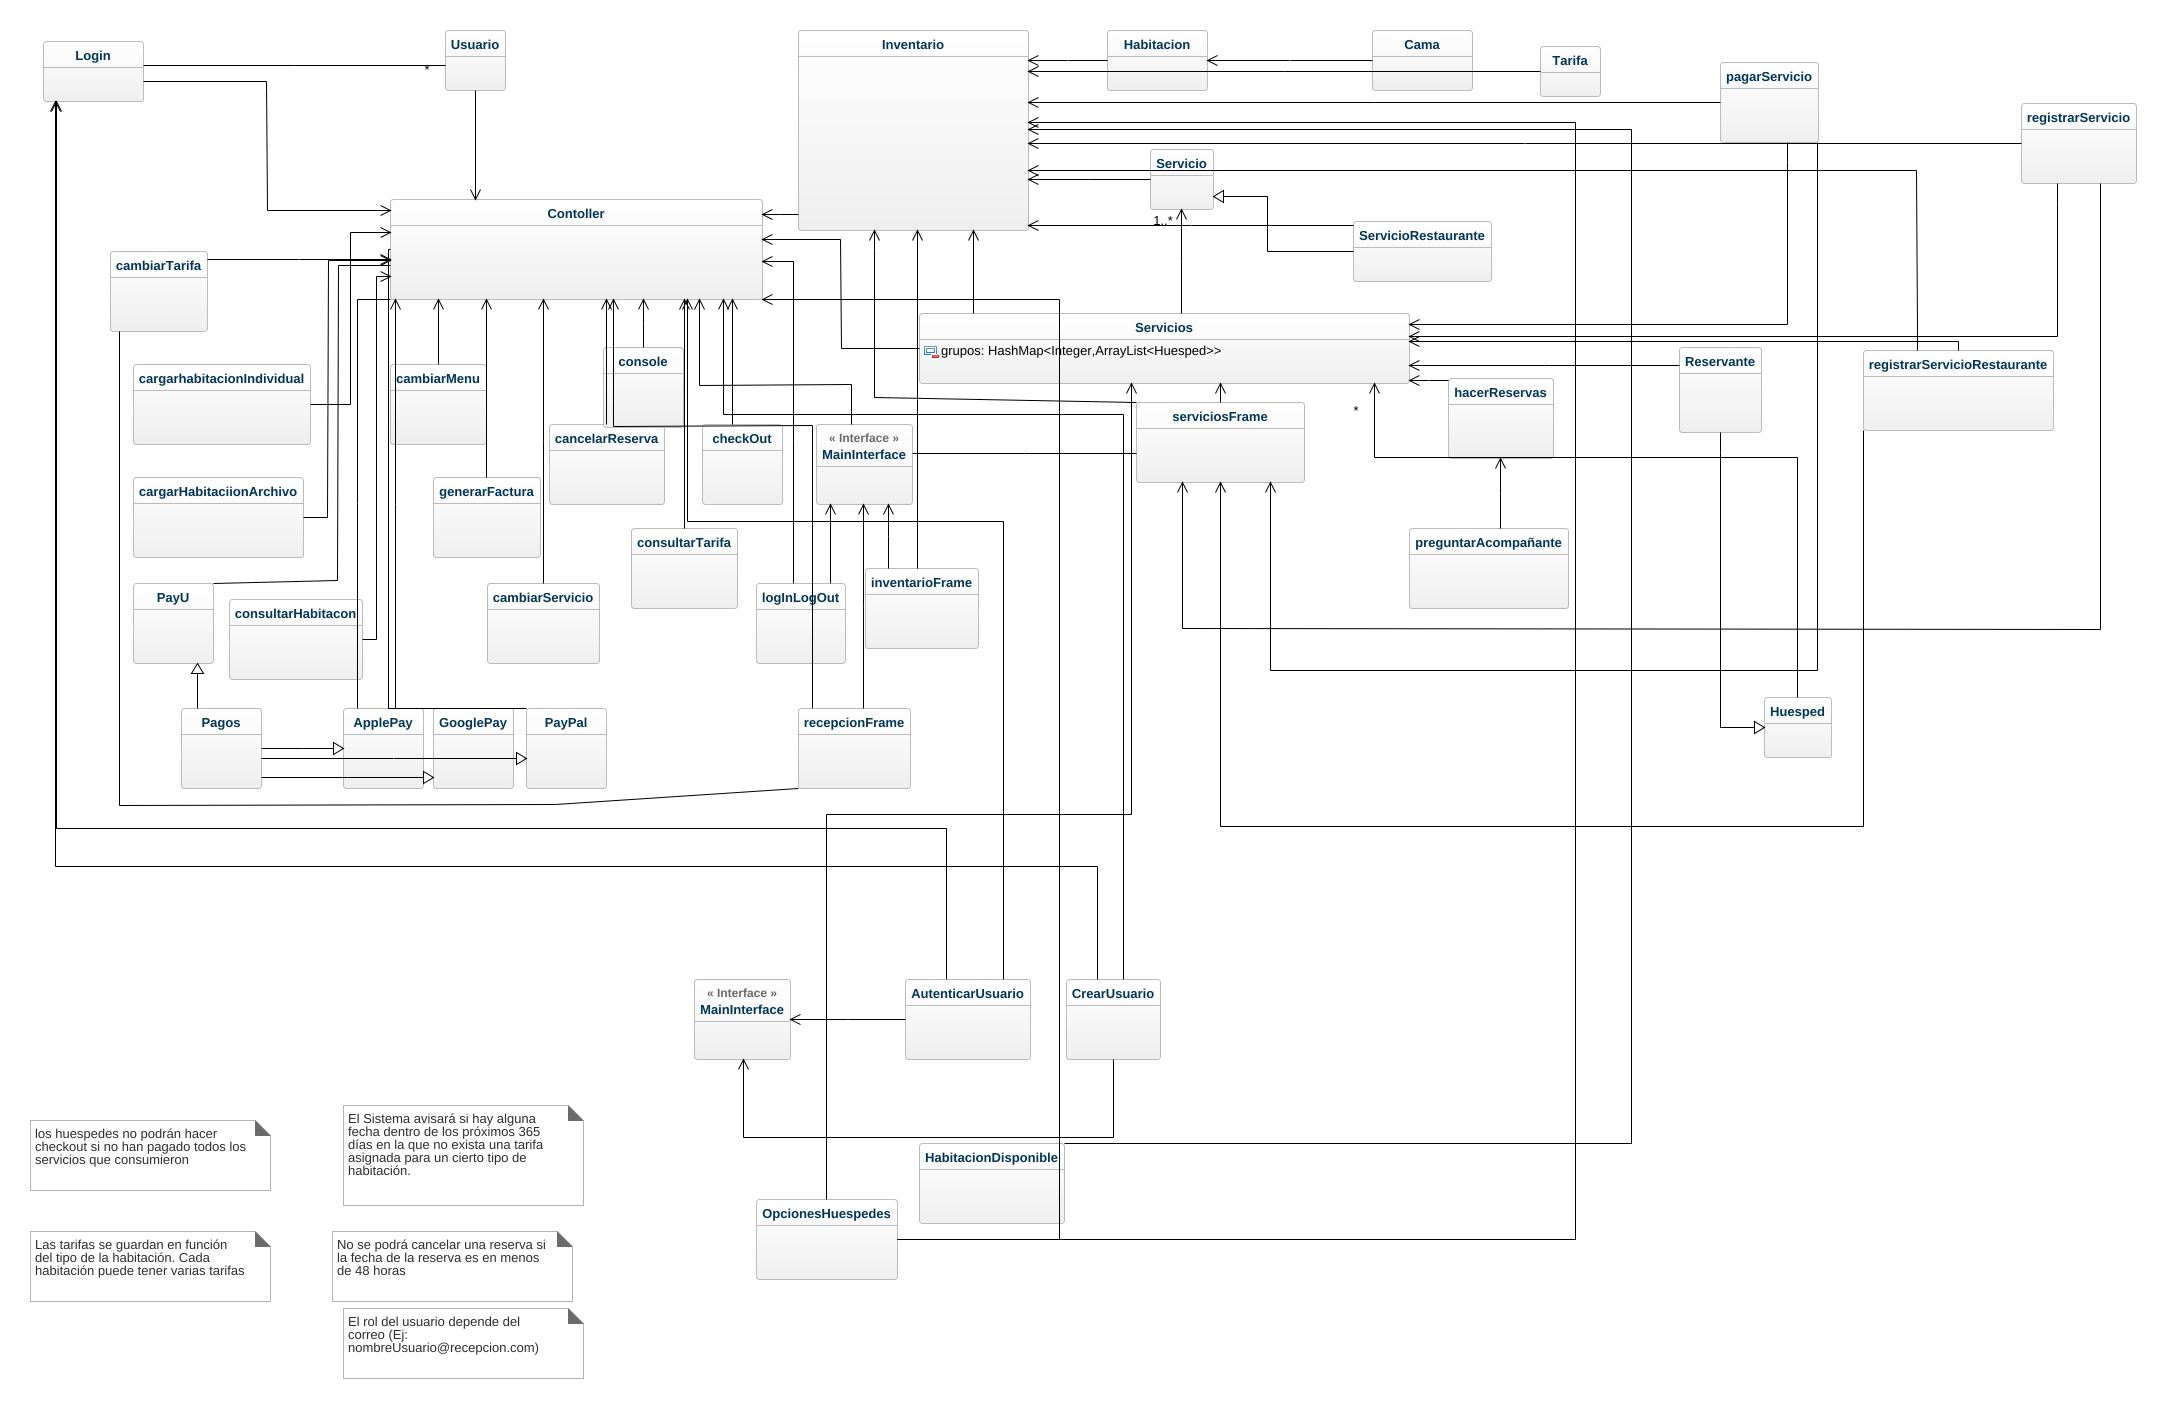 Login
Usuario
*
Inventario
Habitacion
Cama
Tarifa
pagarServicio
registrarServicio
Servicio
1..*
Contoller
ServicioRestaurante
cambiarTarifa
Servicios
grupos: HashMap<Integer,ArrayList<Huesped>>
cargarhabitacionIndividual
cambiarMenu
console
Reservante
registrarServicioRestaurante
hacerReservas
*
serviciosFrame
cancelarReserva
checkOut
« Interface »
MainInterface
cargarHabitaciionArchivo
generarFactura
consultarTarifa
preguntarAcompañante
PayU
consultarHabitacon
cambiarServicio
logInLogOut
inventarioFrame
Pagos
ApplePay
GooglePay
PayPal
recepcionFrame
Huesped
« Interface »
MainInterface
AutenticarUsuario
CrearUsuario
HabitacionDisponible
OpcionesHuespedes
los huespedes no podrán hacer
checkout si no han pagado todos los
servicios que consumieron
El Sistema avisará si hay alguna
fecha dentro de los próximos 365
días en la que no exista una tarifa
asignada para un cierto tipo de
habitación.
Las tarifas se guardan en función
del tipo de la habitación. Cada
habitación puede tener varias tarifas
No se podrá cancelar una reserva si
la fecha de la reserva es en menos
de 48 horas
El rol del usuario depende del
correo (Ej:
nombreUsuario@recepcion.com)